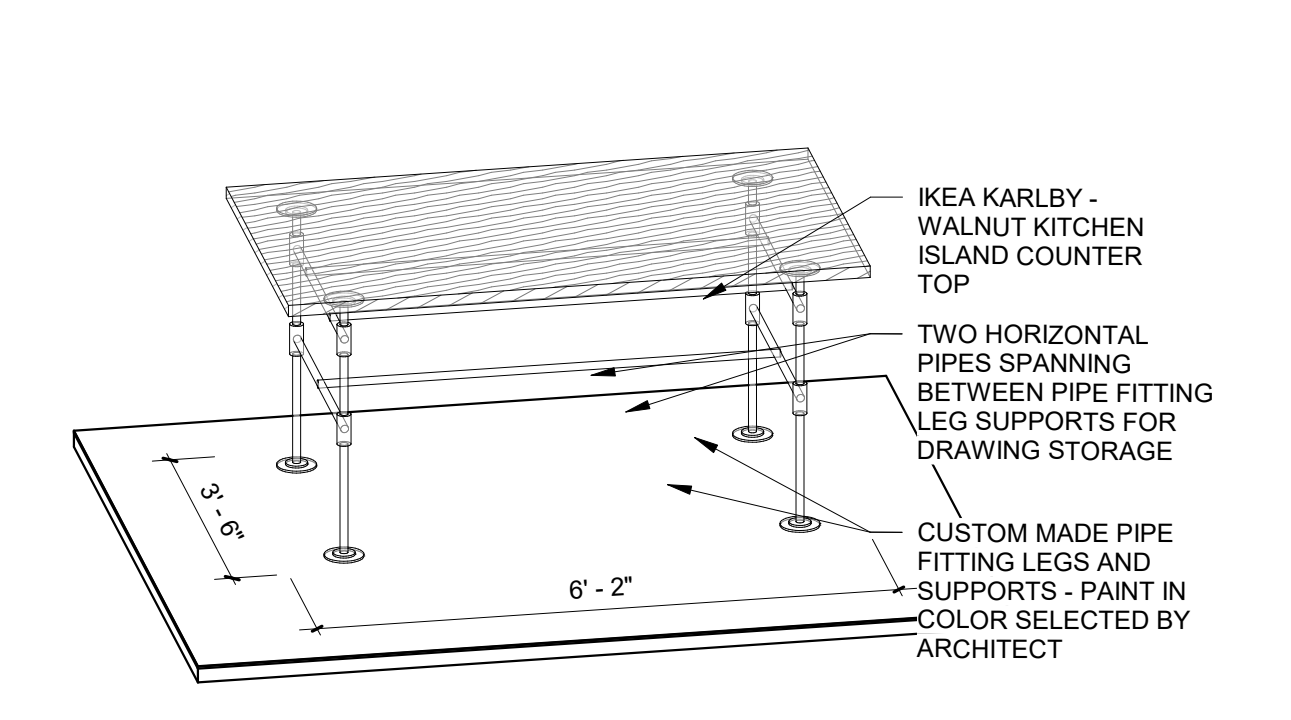 IKEA KARLBY -
WALNUT KITCHEN
ISLAND COUNTER
TOP
TWO HORIZONTAL
PIPES SPANNING
BETWEEN PIPE FITTING
LEG SUPPORTS FOR
DRAWING STORAGE
3' - 6"
6' - 2"
CUSTOM MADE PIPE
FITTING LEGS AND
SUPPORTS - PAINT IN
COLOR SELECTED BY
ARCHITECT